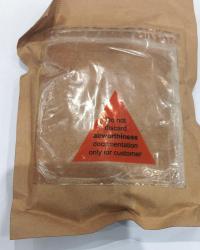 Do not
discard
airworthiness
documentation
only for customer